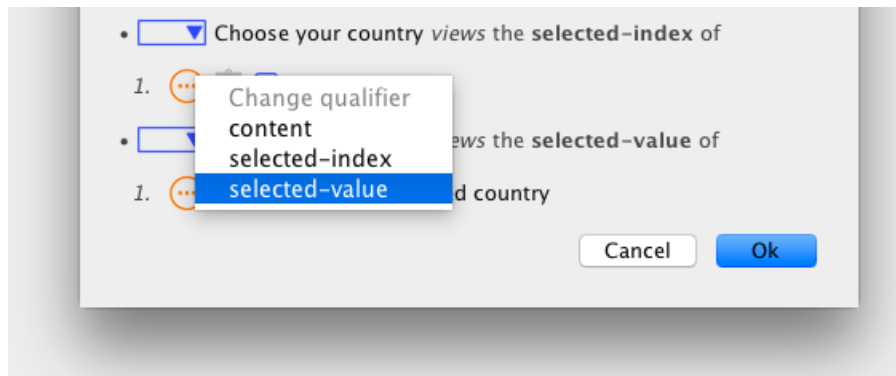 • Choose your country views the selected-index of
1.
Change qualifier
content
selected-index
• views the selected-value of
selected-value
1. country
Cancel Ok